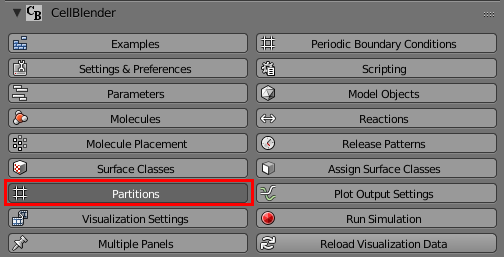 CB CellBlender
Examples
Periodic Boundary Conditions
Settings & Preferences
Scripting
Parameters
Model Objects
Molecules
Reactions
Molecule Placement
Release Patterns
Surface Classes
Assign Surface Classes
Partitions
Plot Output Settings
Visualization Settings
Run Simulation
Multiple Panels
Reload Visualization Data